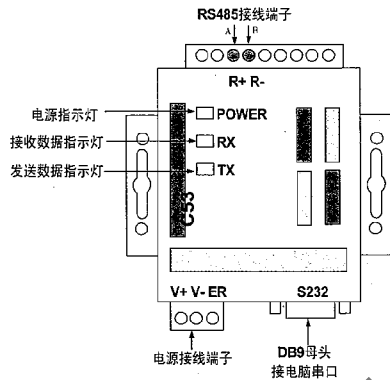 RS485接线端子
A B
R+ R-
电源指示灯
POWER
接收数据指示灯
RX
发送数据指示灯
TX
C53
V+ V- ER
S232
电源接线端子
DB9母头
接电脑串口